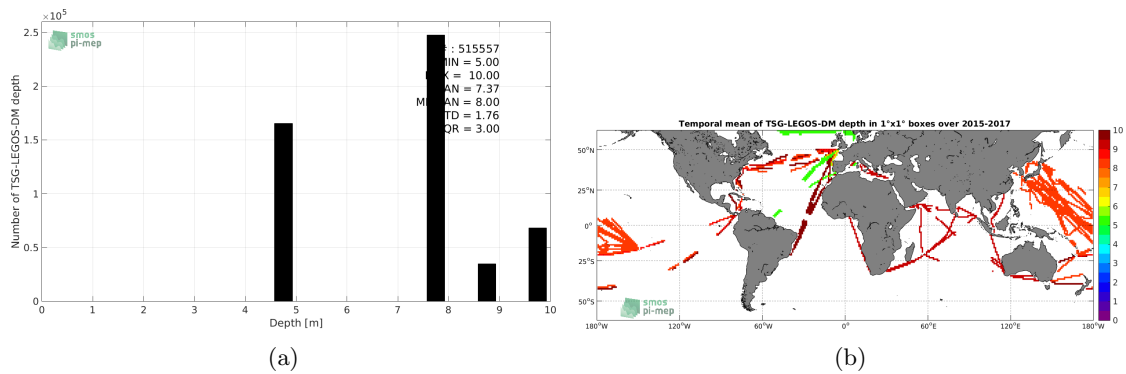 ×10⁵
2.5
2
1.5
1
0.5
0
0 1 2 3 4 5 6 7 8 9 10
Number of TSG-LEGOS-DM depth
Depth [m]
smos
pi-mep
: 515557
= 5.00
= 10.00
= 7.37
= 8.00
= 1.76
= 3.00
(a)
Temporal mean of TSG-LEGOS-DM depth in 1°x1° boxes over 2015-2017
50°N
25°N
0°
25°S
50°S
180°W 120°W 60°W 0° 60°E 120°E 180°W
smos
pi-mep
10
9
8
7
6
5
4
3
2
1
0
(b)